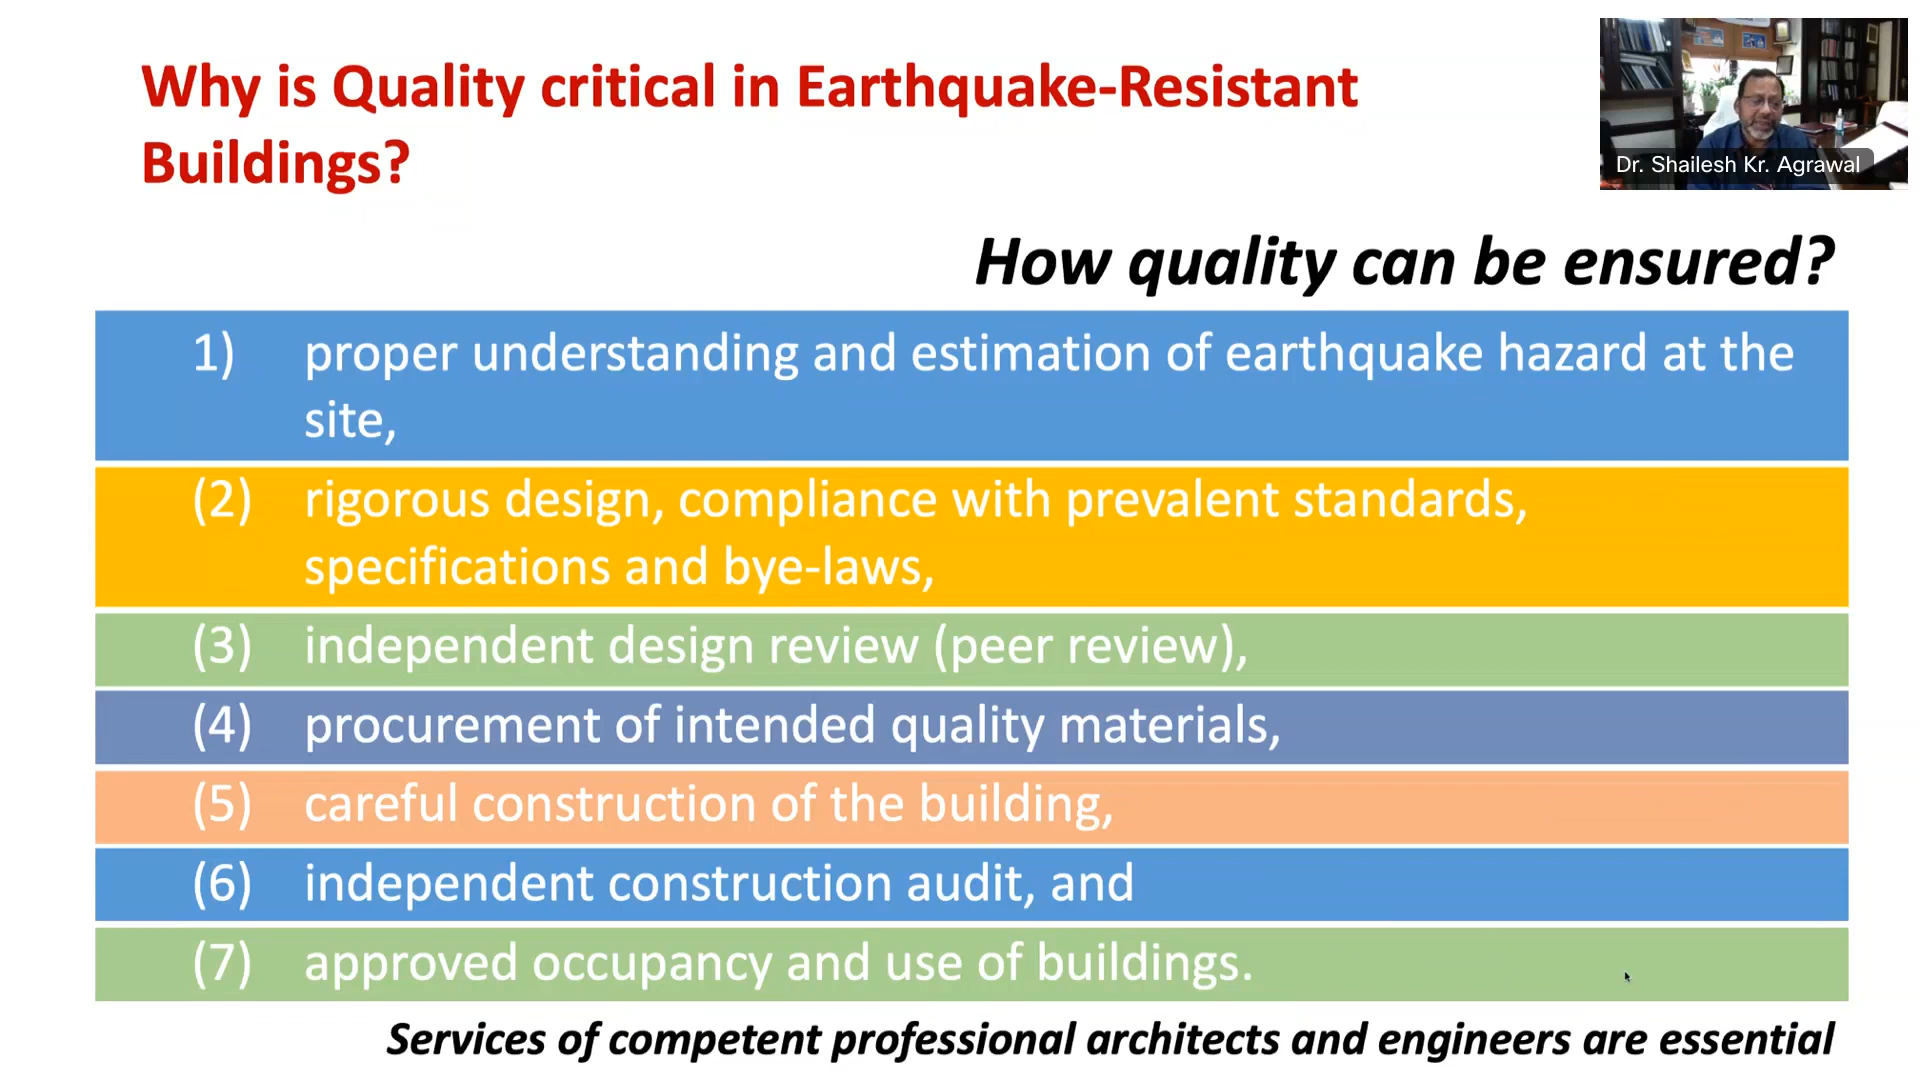 Why is Quality critical in Earthquake-Resistant
Buildings?
Dr. Shailesh Kr. Agrawal
How quality can be ensured?
1) proper understanding and estimation of earthquake hazard at the
site,
(2) rigorous design, compliance with prevalent standards,
specifications and bye-laws,
(3) independent design review (peer review),
(4) procurement of intended quality materials,
(5) careful construction of the building,
(6) independent construction audit, and
(7) approved occupancy and use of buildings.
Services of competent professional architects and engineers are essential